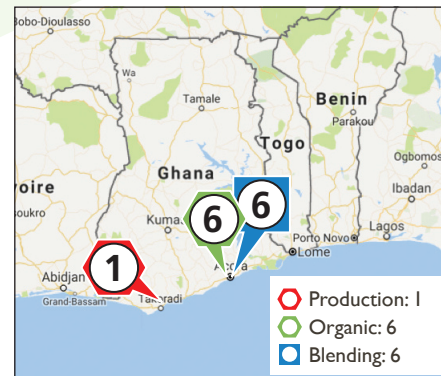 Bobo-Dioulasso
Wa
Tamale
Benin
Parakou
Togo
Ghana
Ogbomos
Ibadan
voire
soukro
Kuma
6
6
Porto Novo
Lagos
Lome
Accra
1
Abidjan
Grand-Bassam
Takoradi
Production: 1
Organic: 6
Blending: 6